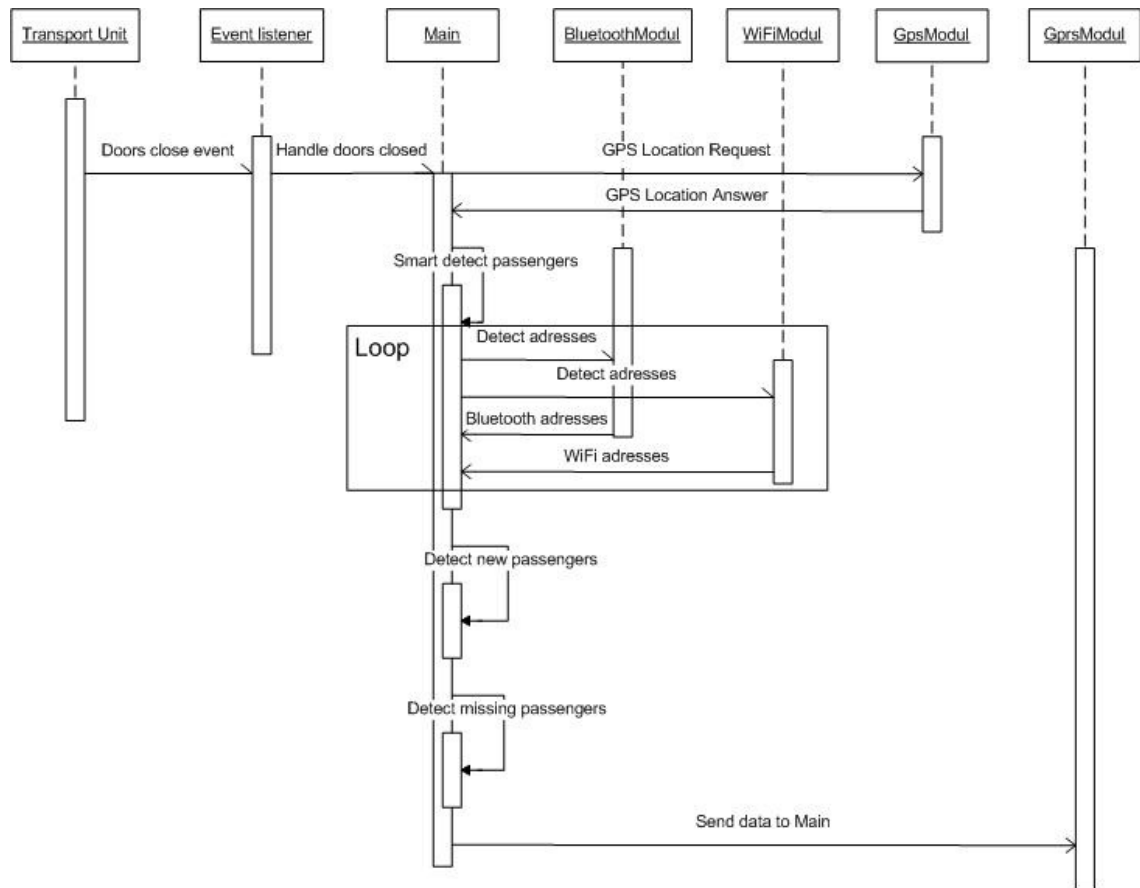 Transport Unit
Event listener
Main
BluetoothModul
WiFiModul
GpsModul
GprsModul
Doors close event
Handle doors closed
GPS Location Request
GPS Location Answer
Smart detect passengers
Loop
Detect adresses
Detect adresses
Bluetooth adresses
WiFi adresses
Detect new passengers
Detect missing passengers
Send data to Main